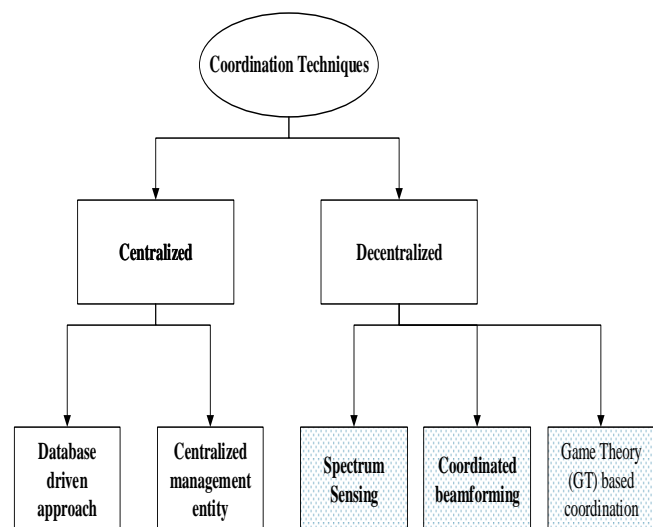 Coordination Techniques
Centralized
Decentralized
Database
driven
approach
Centralized
management
entity
Spectrum
Sensing
Coordinated
beamforming
Game Theory
(GT) based
coordination